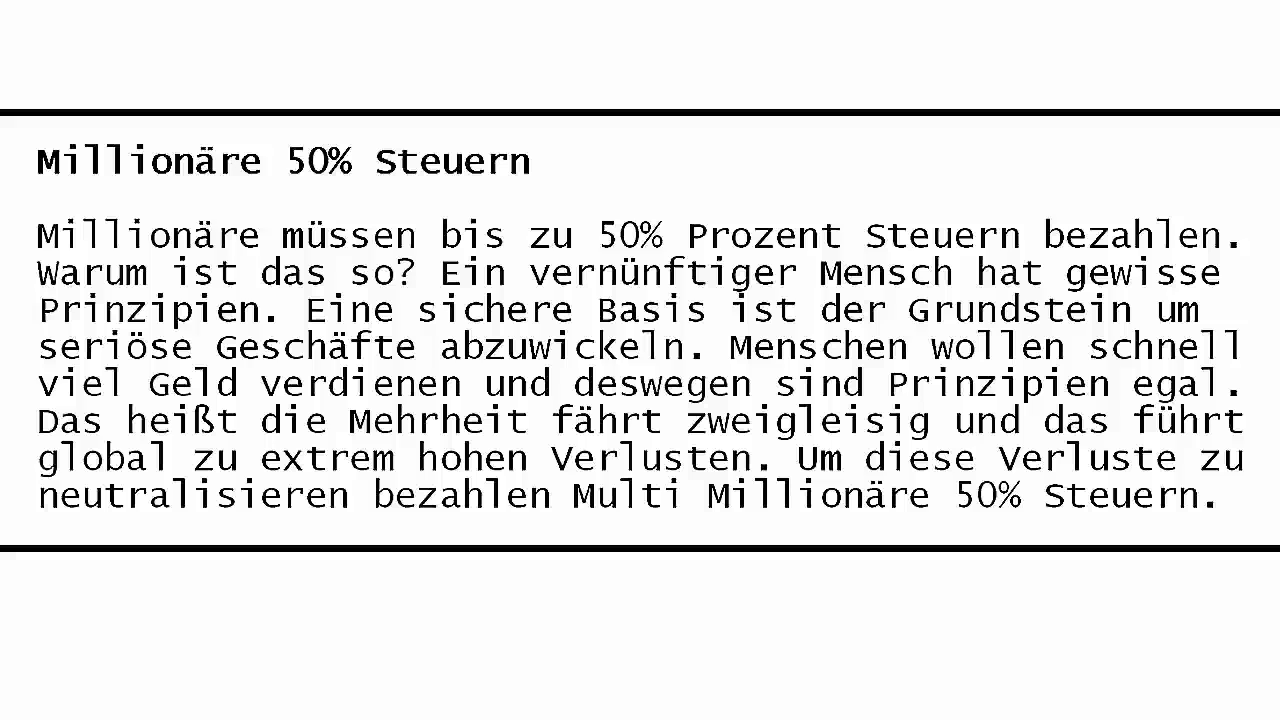 Millionäre 50% Steuern
Millionäre müssen bis zu 50% Prozent Steuern bezahlen.
Warum ist das so? Ein vernünftiger Mensch hat gewisse
Prinzipien. Eine sichere Basis ist der Grundstein um
seriöse Geschäfte abzuwickeln. Menschen wollen schnell
viel Geld verdienen und deswegen sind Prinzipien egal.
Das heißt die Mehrheit fährt zweigleisig und das führt
global zu extrem hohen Verlusten. Um diese Verluste zu
neutralisieren bezahlen Multi Millionäre 50% Steuern.